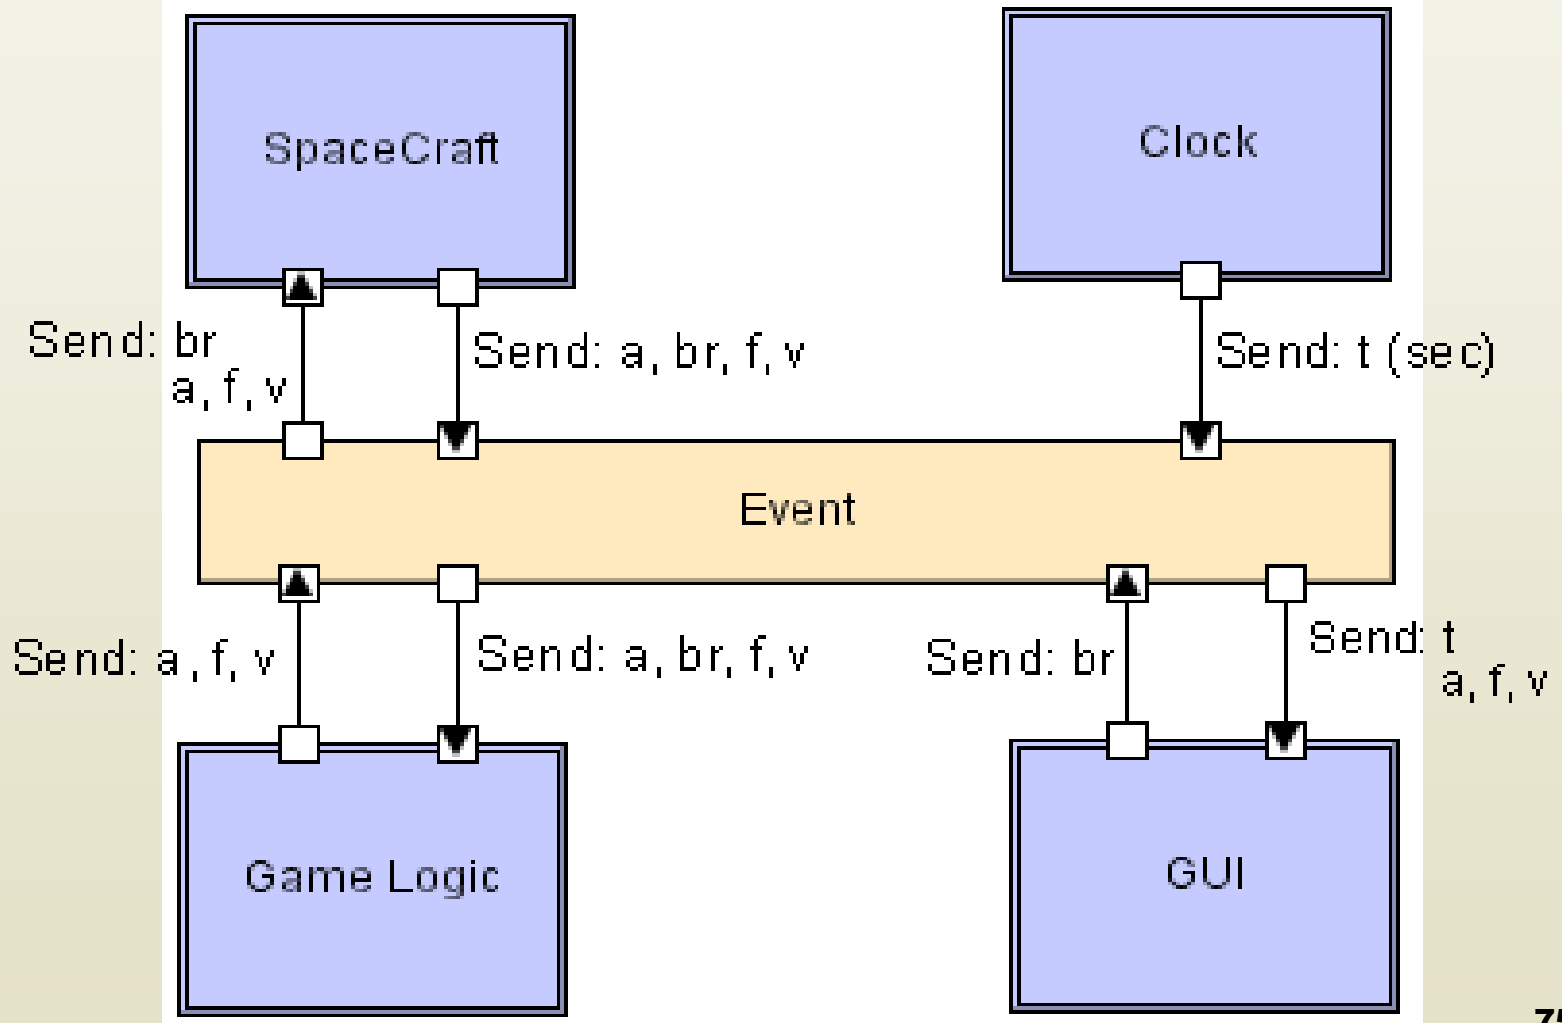 SpaceCraft
Clock
Send: br
a, f, v
Send: a, br, f, v
Send: t (sec)
Event
Send: a, f, v
Send: a, br, f, v
Send: br
Send: t
a, f, v
Game Logic
GUI